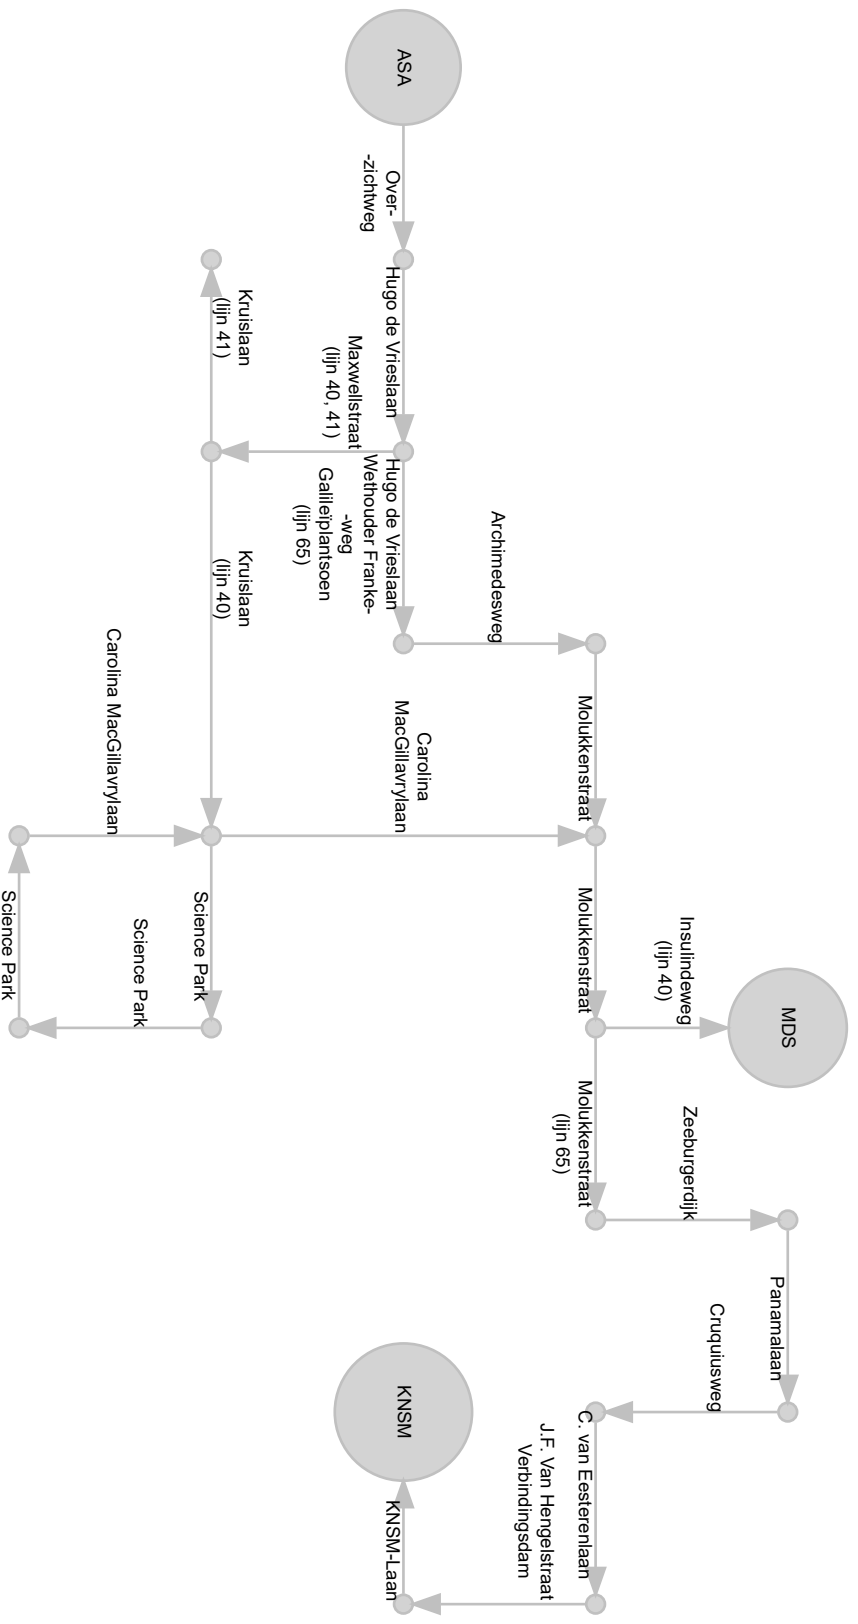 ASA
Over-
-zichtweg
Hugo de Vrieslaan
Maxwellstraat
(lijn 40, 41)
Kruislaan
(lijn 41)
Hugo de Vrieslaan
Wethouder Franke-
-weg
Galileïplantsoen
(lijn 65)
Archimedesweg
Kruislaan
(lijn 40)
Molukkenstraat
Carolina
MacGillavrylaan
Carolina MacGillavrylaan
Science Park
Science Park
Science Park
Molukkenstraat
Insulindeweg
(lijn 40)
MDS
Molukkenstraat
(lijn 65)
Zeeburgerdijk
Panamalaan
Cruquiusweg
C. van Eesterenlaan
J.F. Van Hengelstraat
Verbindingsdam
KNSM-Laan
KNSM